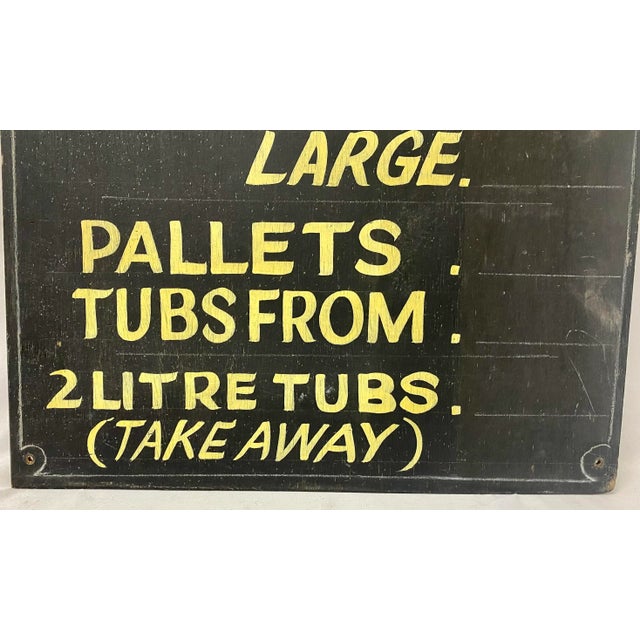 LARGE.
PALLETS .
TUBS FROM .
2 LITRE TUBS.
(TAKE AWAY)